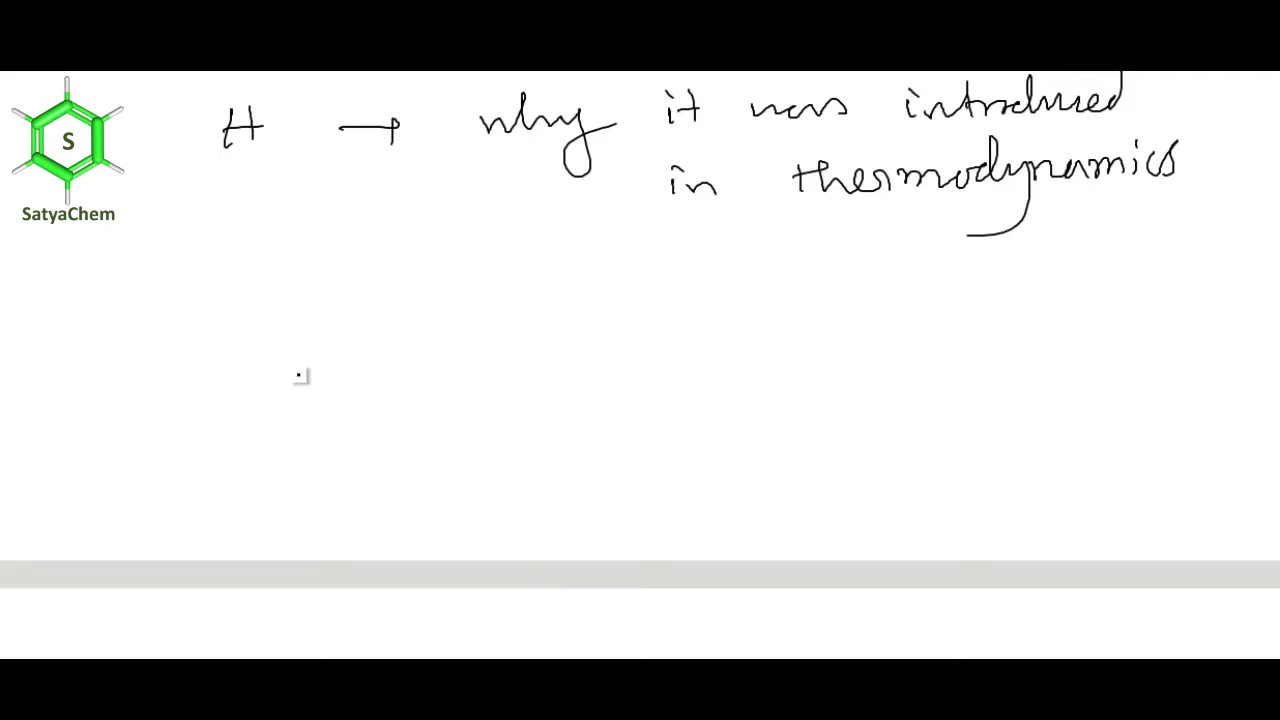 S
SatyaChem
H → why it was introduced
in thermodynamics